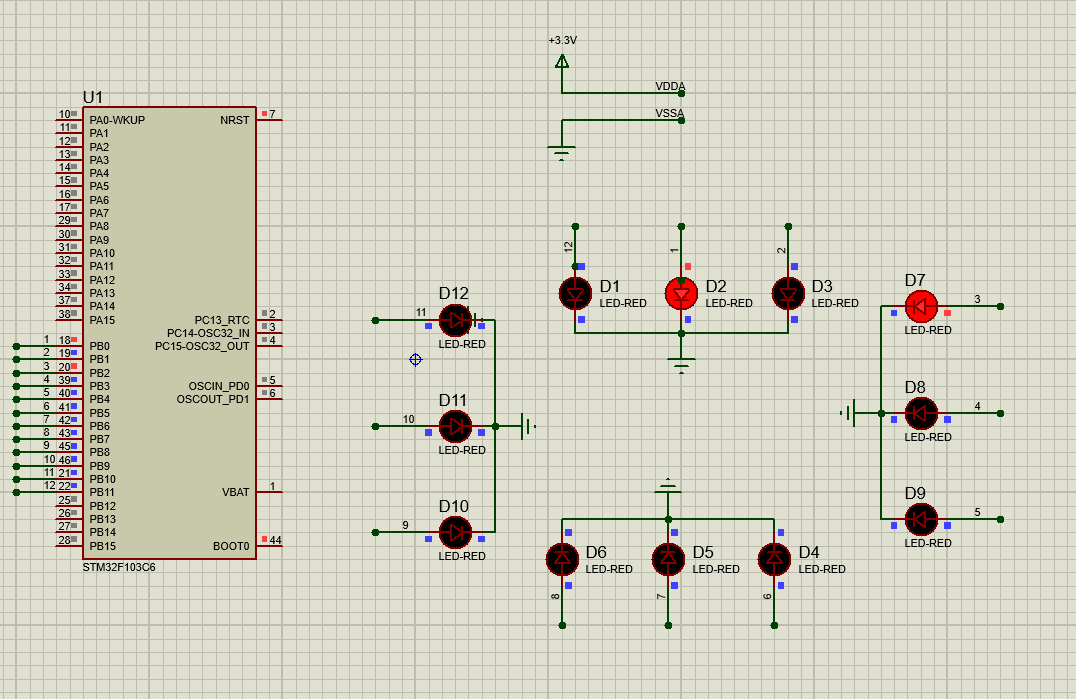 +3.3V
VDDA
VSSA
U1
10 PA0-WKUP NRST 7
11 PA1
12 PA2
13 PA3
14 PA4
15 PA5
16 PA6
17 PA7
29 PA8
30 PA9
31 PA10
32 PA11
33 PA12
34 PA13
37 PA14
38 PA15 PC13_RTC 2
PC14-OSC32_IN 3
1 18 PB0 PC15-OSC32_OUT 4
2 19 PB1
3 20 PB2
4 39 PB3 OSCIN_PD0 5
5 40 PB4 OSCOUT_PD1 6
6 41 PB5
7 42 PB6
8 43 PB7
9 45 PB8
10 46 PB9
11 21 PB10
12 22 PB11 VBAT 1
25 PB12
26 PB13
27 PB14
28 PB15 BOOT0 44
STM32F103C6
12
D1
LED-RED
1
D2
LED-RED
2
D3
LED-RED
D12
11
LED-RED
D11
10
LED-RED
D10
9
LED-RED
D7
3
LED-RED
D8
4
LED-RED
D9
5
LED-RED
D6
LED-RED
8
D5
LED-RED
7
D4
LED-RED
6